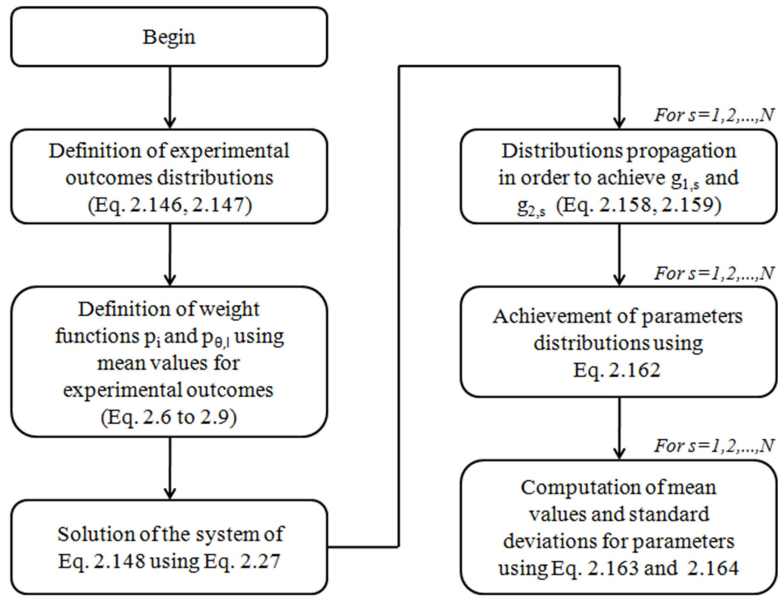 Begin
Definition of experimental
outcomes distributions
(Eq. 2.146, 2.147)
Definition of weight
functions pᵢ and p_θ,l using
mean values for
experimental outcomes
(Eq. 2.6 to 2.9)
Solution of the system of
Eq. 2.148 using Eq. 2.27
For s=1,2,...,N
Distributions propagation
in order to achieve g₁,ₛ and
g₂,ₛ (Eq. 2.158, 2.159)
For s=1,2,...,N
Achievement of parameters
distributions using
Eq. 2.162
For s=1,2,...,N
Computation of mean
values and standard
deviations for parameters
using Eq. 2.163 and 2.164